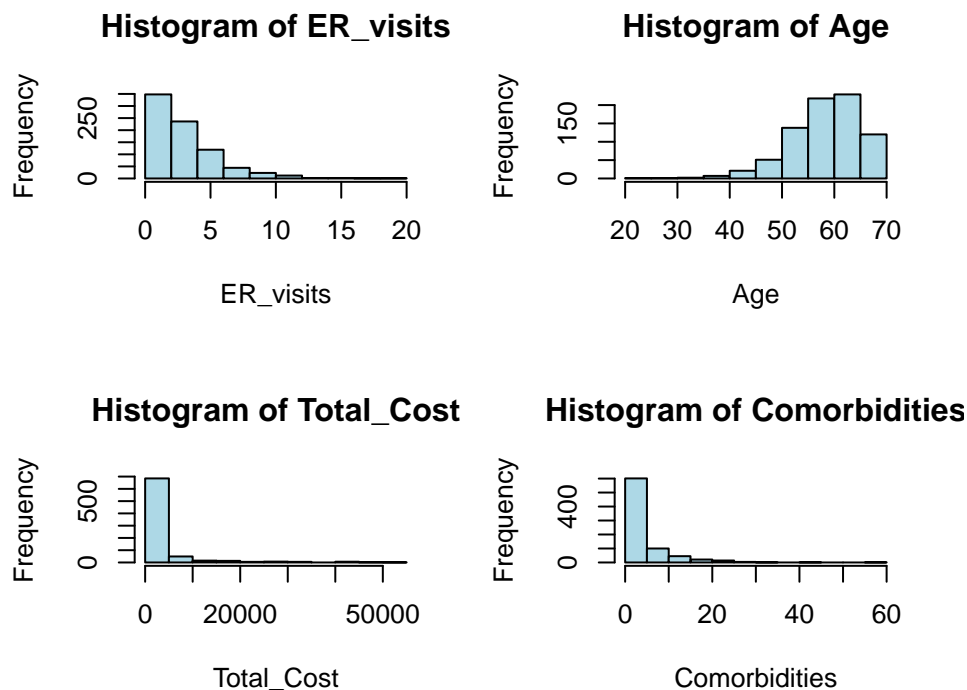 Histogram of ER_visits
Frequency
0 250
0 5 10 15 20
ER_visits
Histogram of Age
Frequency
0 150
20 30 40 50 60 70
Age
Histogram of Total_Cost
Frequency
0 500
0 20000 50000
Total_Cost
Histogram of Comorbidities
Frequency
0 400
0 20 40 60
Comorbidities